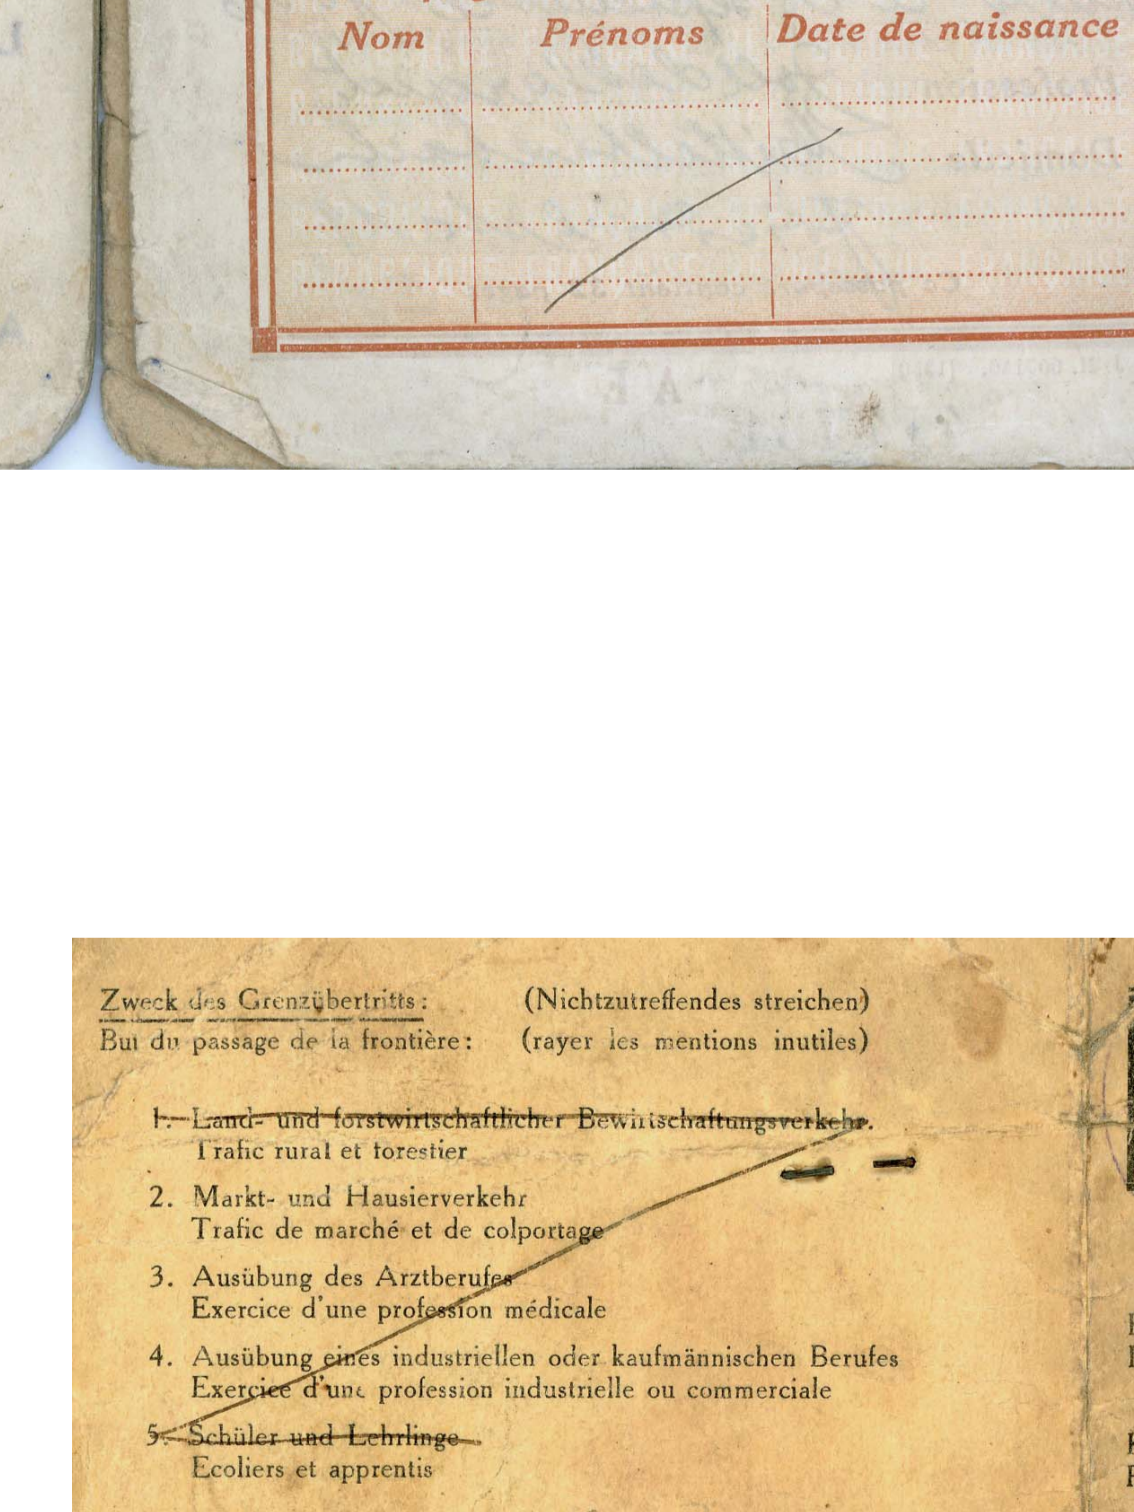 Nom Prénoms Date de naissance
Zweck des Grenzübertritts: (Nichtzutreffendes streichen)
But du passage de la frontière: (rayer les mentions inutiles)
1. Land- und forstwirtschaftlicher Bewirtschaftungsverkehr.
Trafic rural et forestier
2. Markt- und Hausierverkehr
Trafic de marché et de colportage
3. Ausübung des Arztberufes
Exercice d'une profession médicale
4. Ausübung eines industriellen oder kaufmännischen Berufes
Exercice d'une profession industrielle ou commerciale
5. Schüler und Lehrlinge
Ecoliers et apprentis